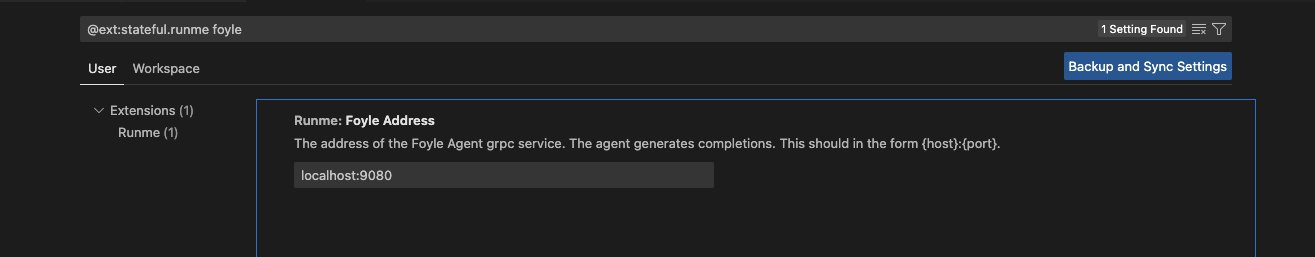 @ext:stateful.runme foyle
1 Setting Found
User
Workspace
Backup and Sync Settings
Extensions (1)
Runme (1)
Runme: Foyle Address
The address of the Foyle Agent grpc service. The agent generates completions. This should in the form {host}:{port}.
localhost:9080